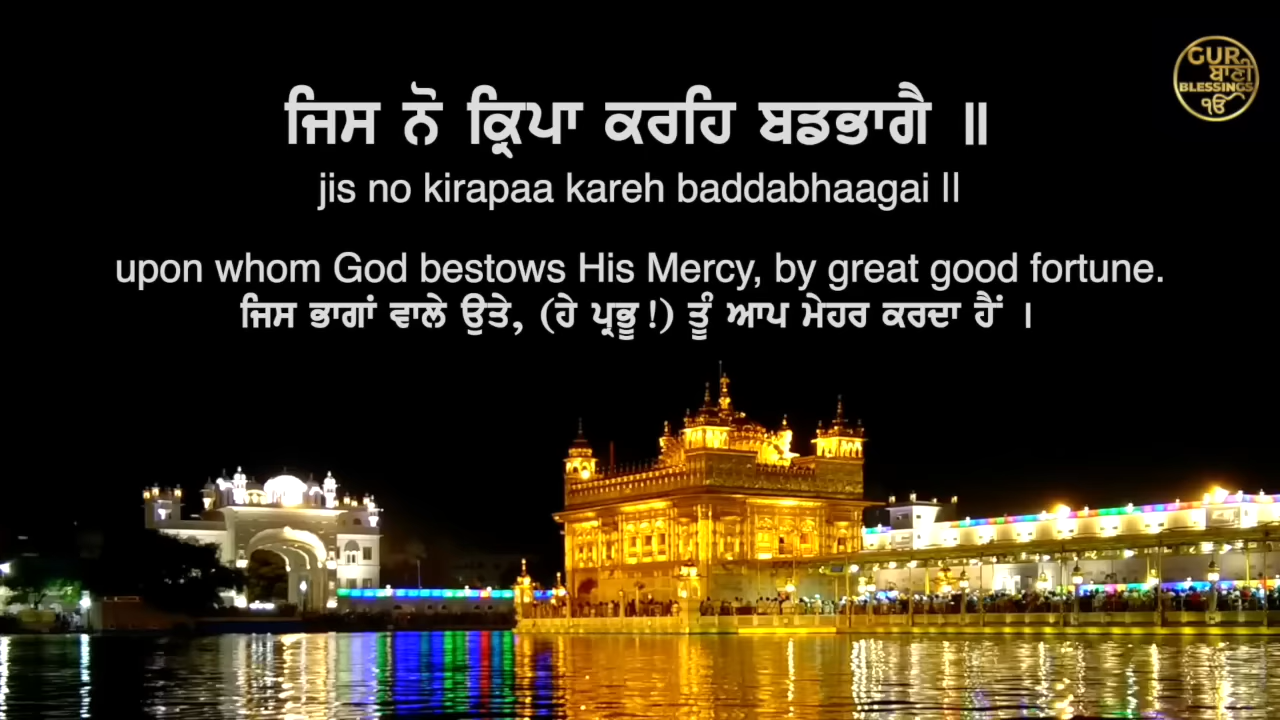 GUR
ਬਾਣੀ
BLESSINGS
ੴ
ਜਿਸ ਨੋ ਕ੍ਰਿਪਾ ਕਰਹਿ ਬਡਭਾਗੈ ॥
jis no kirapaa kareh baddabhaagai ||
upon whom God bestows His Mercy, by great good fortune.
ਜਿਸ ਭਾਗਾਂ ਵਾਲੇ ਉਤੇ, (ਹੇ ਪ੍ਰਭੂ !) ਤੂੰ ਆਪ ਮੇਹਰ ਕਰਦਾ ਹੈਂ ।